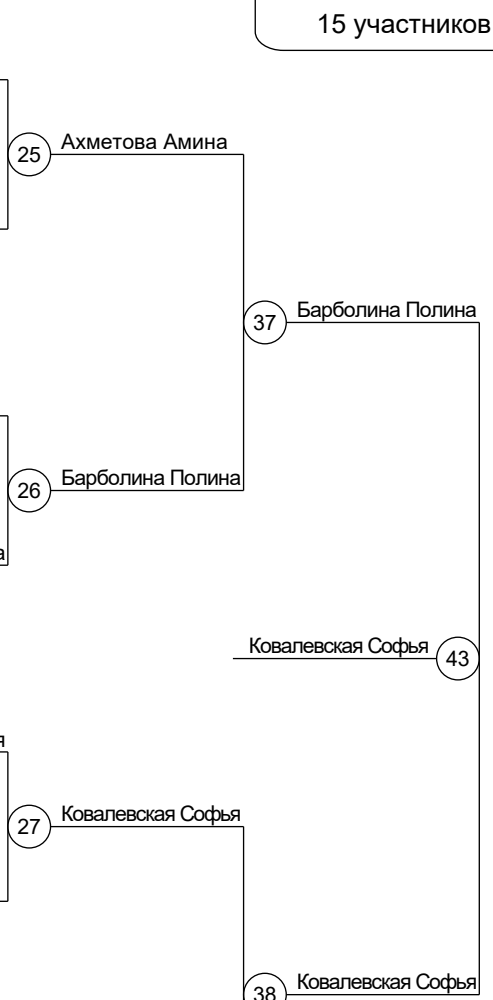 15 участников
25
Ахметова Амина
37
Барболина Полина
26
Барболина Полина
а
Ковалевская Софья
43
я
27
Ковалевская Софья
38
Ковалевская Софья